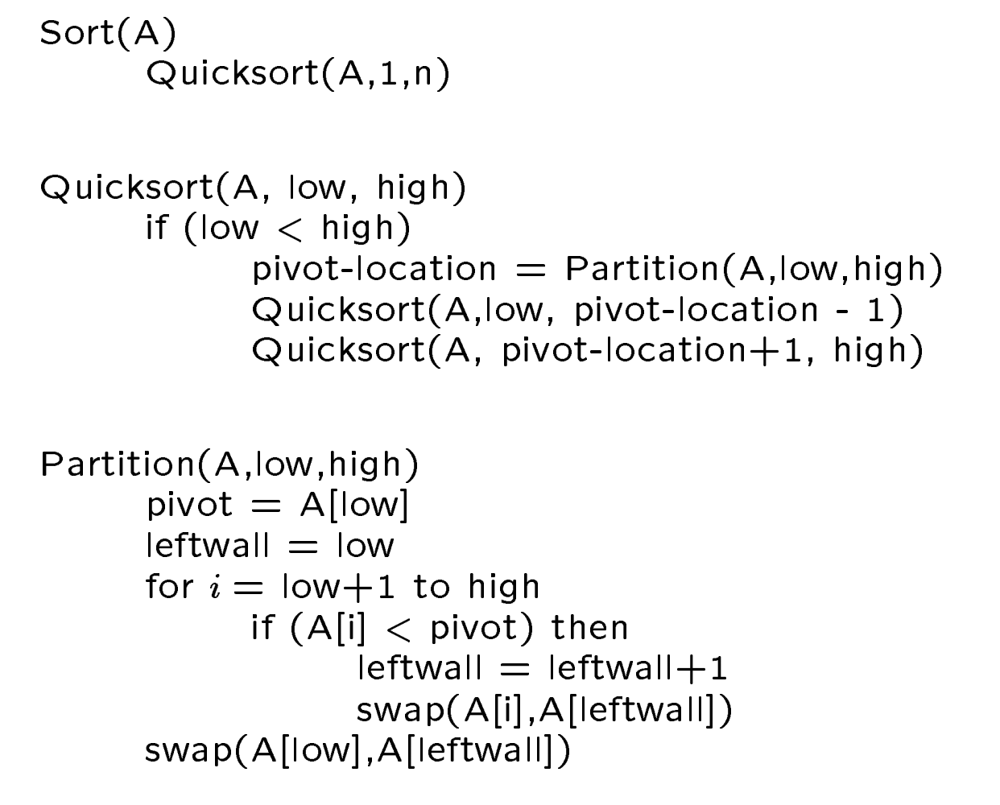 Sort(A)
Quicksort(A,1,n)
Quicksort(A, low, high)
if (low < high)
pivot-location = Partition(A,low,high)
Quicksort(A,low, pivot-location - 1)
Quicksort(A, pivot-location+1, high)
Partition(A,low,high)
pivot = A[low]
leftwall = low
for i = low+1 to high
if (A[i] < pivot) then
leftwall = leftwall+1
swap(A[i],A[leftwall])
swap(A[low],A[leftwall])